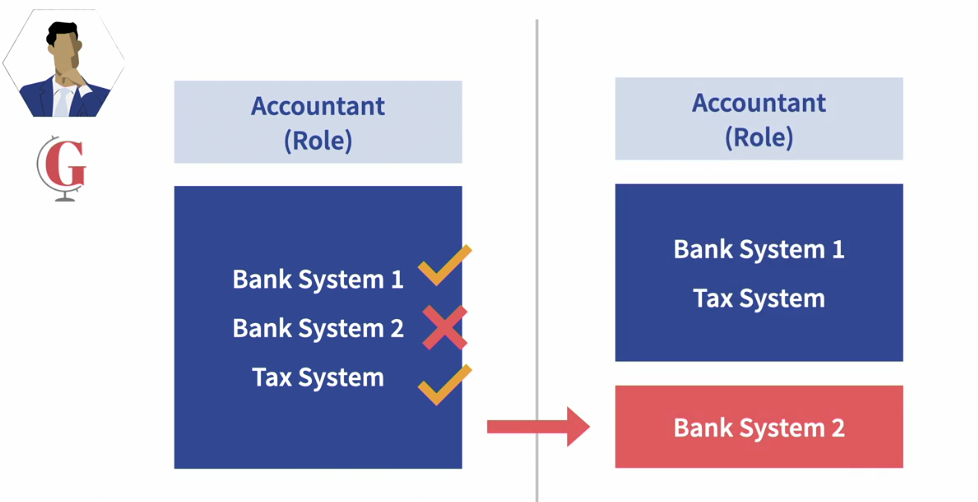 G
Accountant
(Role)
Bank System 1
Bank System 2
Tax System
Accountant
(Role)
Bank System 1
Tax System
Bank System 2